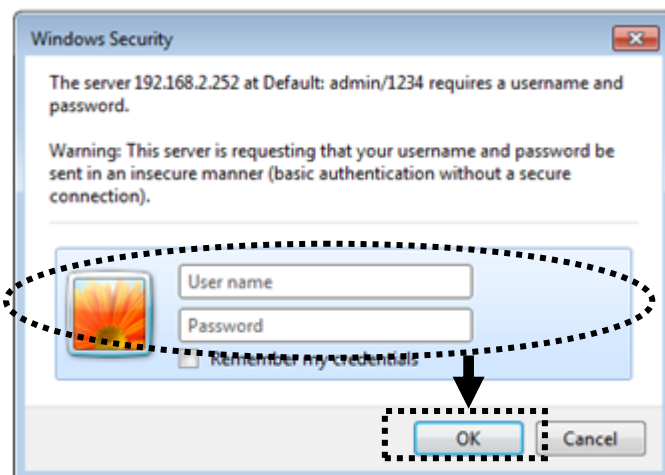 Windows Security
The server 192.168.2.252 at Default: admin/1234 requires a username and
password.
Warning: This server is requesting that your username and password be
sent in an insecure manner (basic authentication without a secure
connection).
User name
Password
Remember my credentials
OK
Cancel